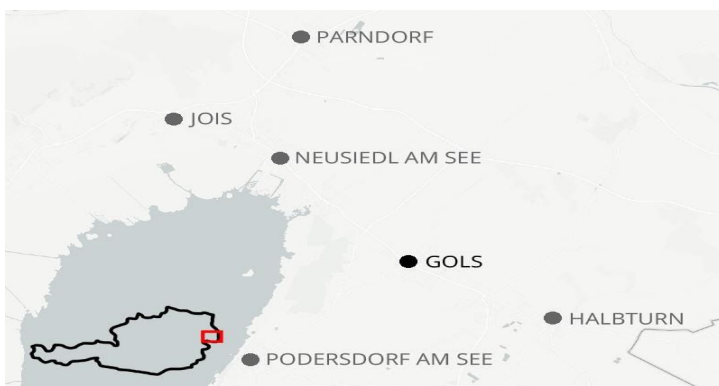 PARNDORF
JOIS
NEUSIEDL AM SEE
GOLS
HALBTURN
PODERSDORF AM SEE